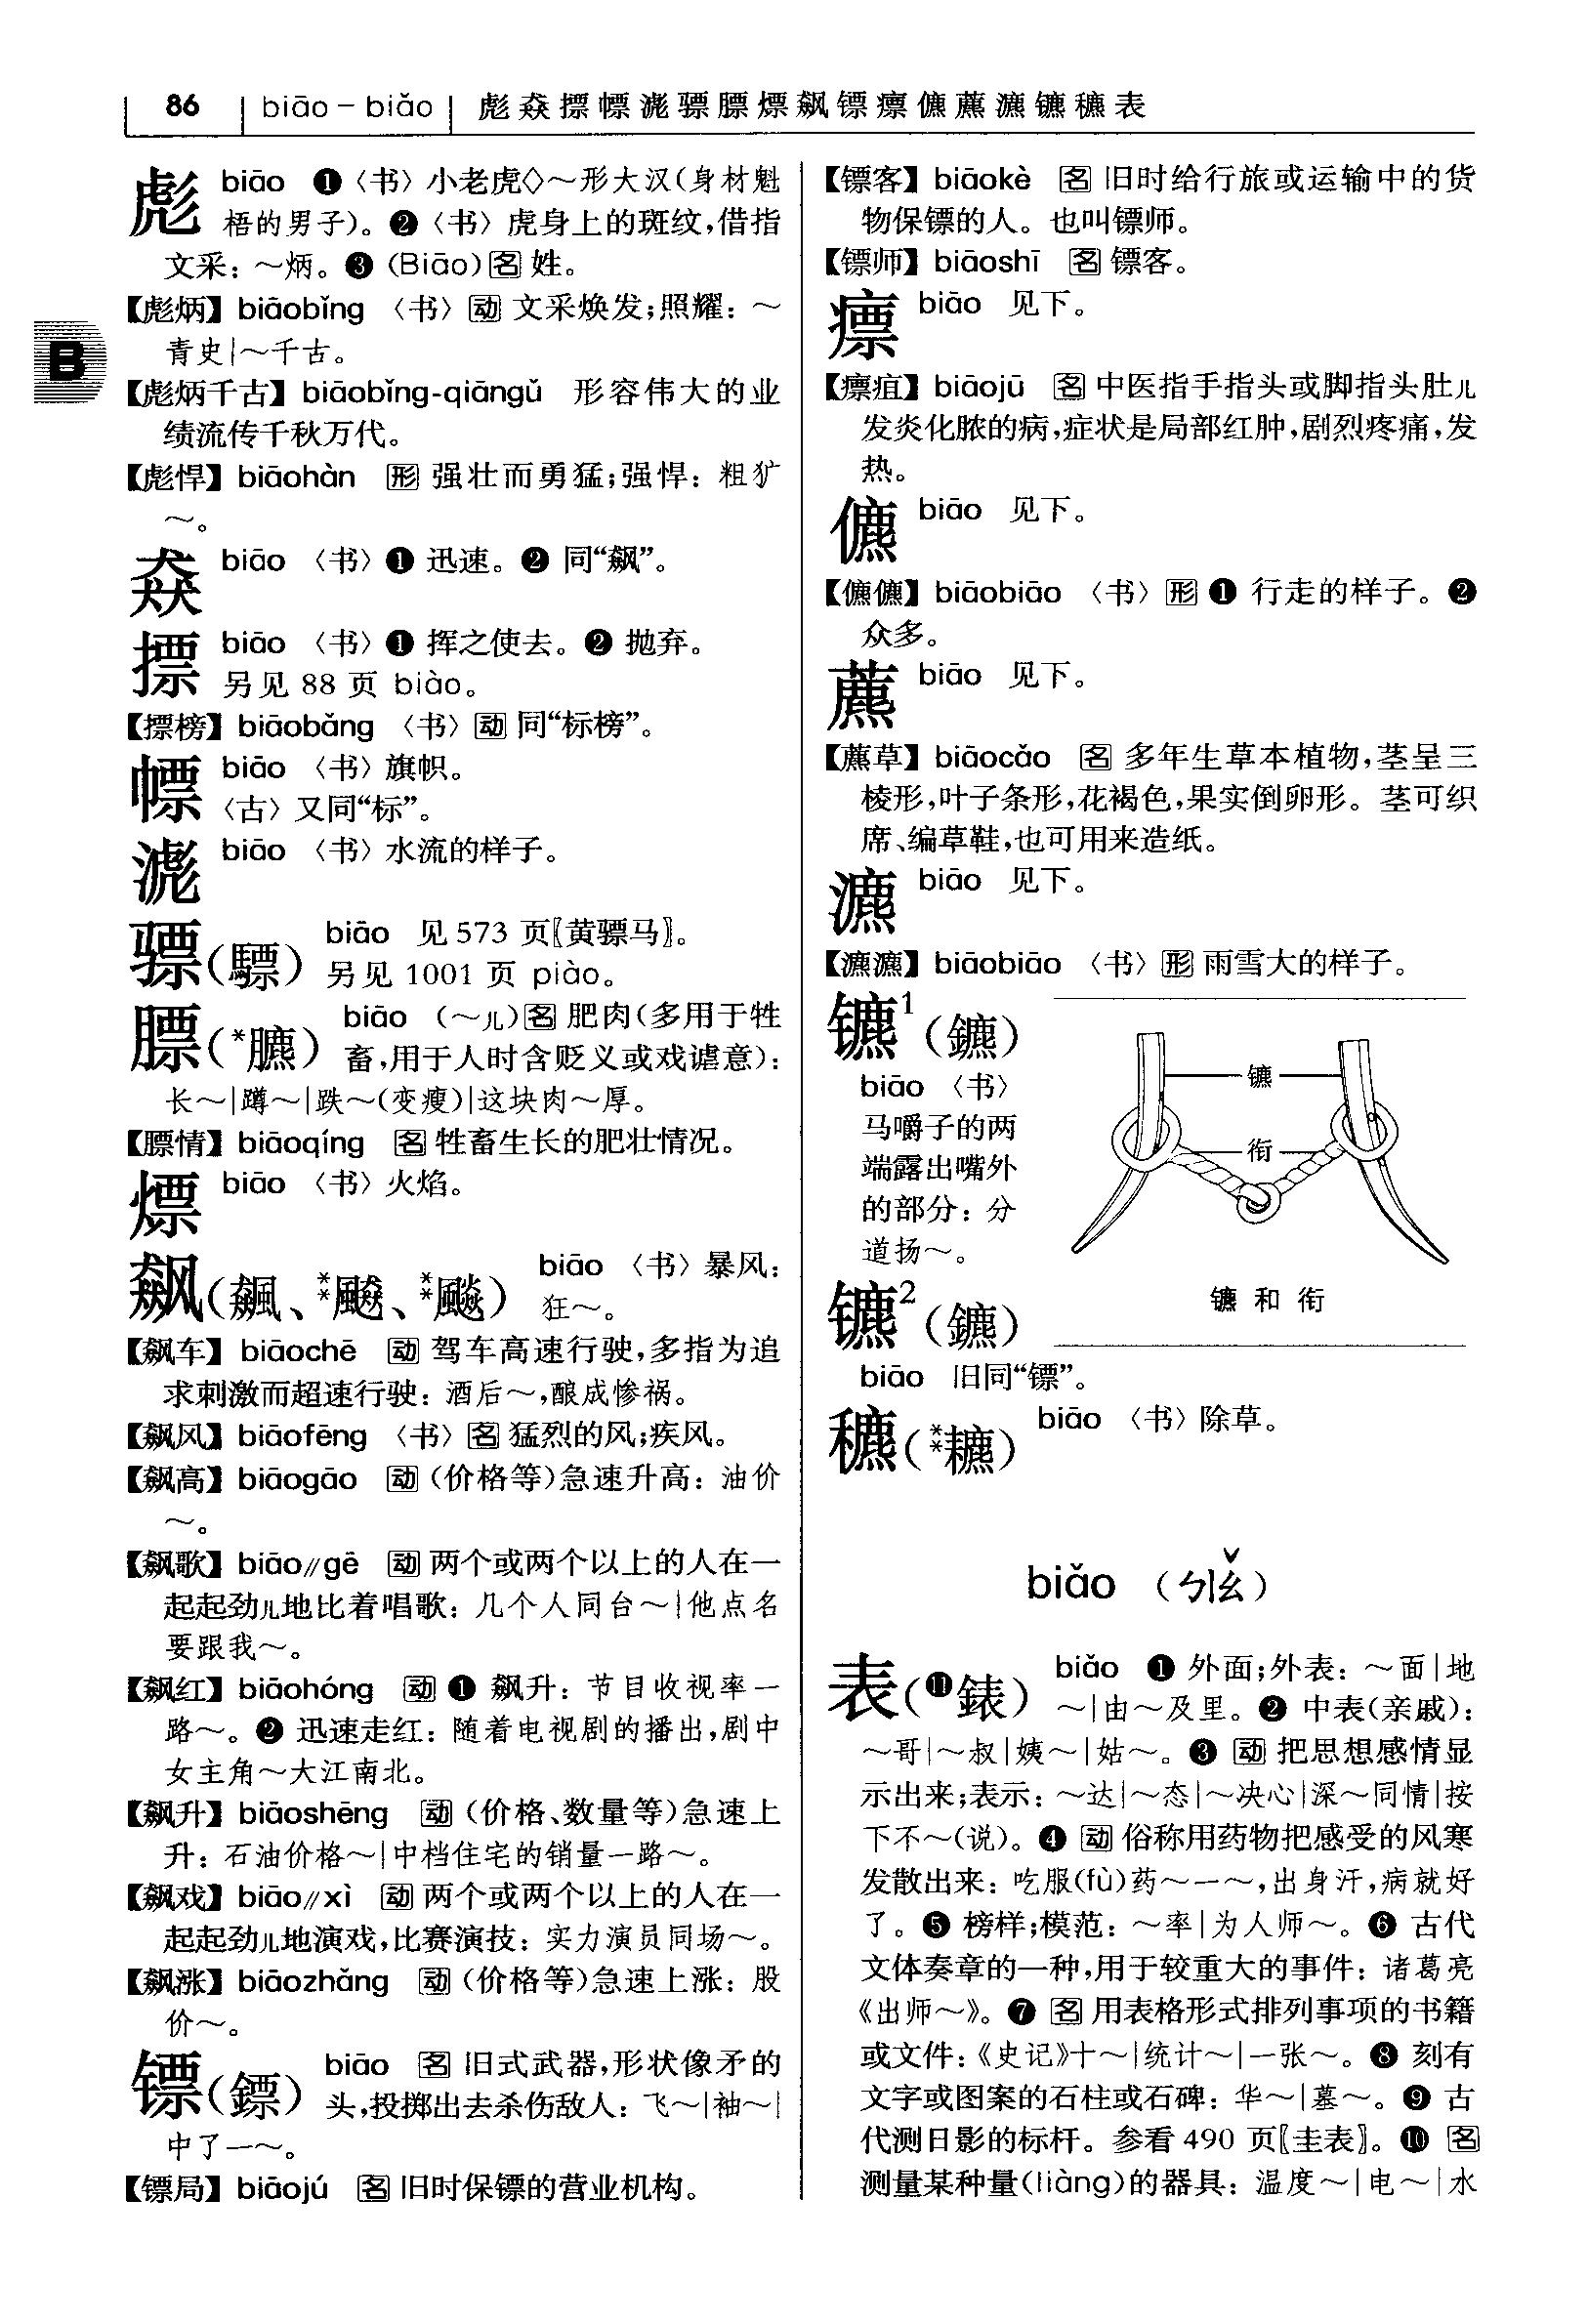 86 biāo – biǎo 彪猋摽幖滮骠膘熛飙镖瘭儦藨瀌镳穮表
彪 biāo ❶〈书〉小老虎◇～形大汉(身材魁
梧的男子)。❷〈书〉虎身上的斑纹,借指
文采：～炳。❸ (Biāo)名 姓。
【彪炳】biāobǐng 〈书〉动 文采焕发;照耀：～
青史|～千古。
B
【彪炳千古】biāobǐng-qiāngǔ 形容伟大的业
绩流传千秋万代。
【彪悍】biāohàn 形 强壮而勇猛;强悍：粗犷
～。
猋 biāo 〈书〉❶ 迅速。❷ 同“飙”。
摽 biāo 〈书〉❶ 挥之使去。❷ 抛弃。
另见 88 页 biào。
【摽榜】biāobǎng 〈书〉动 同“标榜”。
幖 biāo 〈书〉旗帜。
〈古〉又同“标”。
滮 biāo 〈书〉水流的样子。
骠(驃) biāo 见 573 页〖黄骠马〗。
另见 1001 页 piào。
膘(*臕) biāo (～儿)名 肥肉(多用于牲
畜,用于人时含贬义或戏谑意)：
长～|蹲～|跌～(变瘦)|这块肉～厚。
【膘情】biāoqíng 名 牲畜生长的肥壮情况。
熛 biāo 〈书〉火焰。
飙(飆、**飈、**飇) biāo 〈书〉暴风：
狂～。
【飙车】biāochē 动 驾车高速行驶,多指为追
求刺激而超速行驶：酒后～,酿成惨祸。
【飙风】biāofēng 〈书〉名 猛烈的风;疾风。
【飙高】biāogāo 动 (价格等)急速升高：油价
～。
【飙歌】biāo//gē 动 两个或两个以上的人在一
起起劲儿地比着唱歌：几个人同台～|他点名
要跟我～。
【飙红】biāohóng 动 ❶ 飙升：节目收视率一
路～。❷ 迅速走红：随着电视剧的播出,剧中
女主角～大江南北。
【飙升】biāoshēng 动 (价格、数量等)急速上
升：石油价格～|中档住宅的销量一路～。
【飙戏】biāo//xì 动 两个或两个以上的人在一
起起劲儿地演戏,比赛演技：实力演员同场～。
【飙涨】biāozhǎng 动 (价格等)急速上涨：股
价～。
镖(鏢) biāo 名 旧式武器,形状像矛的
头,投掷出去杀伤敌人：飞～|袖～|
中了一～。
【镖局】biāojú 名 旧时保镖的营业机构。
【镖客】biāokè 名 旧时给行旅或运输中的货
物保镖的人。也叫镖师。
【镖师】biāoshī 名 镖客。
瘭 biāo 见下。
【瘭疽】biāojū 名 中医指手指头或脚指头肚儿
发炎化脓的病,症状是局部红肿,剧烈疼痛,发
热。
儦 biāo 见下。
【儦儦】biāobiāo 〈书〉形 ❶ 行走的样子。❷
众多。
藨 biāo 见下。
【藨草】biāocǎo 名 多年生草本植物,茎呈三
棱形,叶子条形,花褐色,果实倒卵形。茎可织
席、编草鞋,也可用来造纸。
瀌 biāo 见下。
【瀌瀌】biāobiāo 〈书〉形 雨雪大的样子。
镳¹(鑣)
biāo 〈书〉
马嚼子的两
端露出嘴外
的部分：分
道扬～。
镳
衔
镳和衔
镳²(鑣)
biāo 旧同“镖”。
穮(**䅺) biāo 〈书〉除草。
biǎo (ㄅㄧㄠˇ)
表(⓫錶) biǎo ❶ 外面;外表：～面|地
～|由～及里。❷ 中表(亲戚)：
～哥|～叔|姨～|姑～。❸ 动 把思想感情显
示出来;表示：～达|～态|～决心|深～同情|按
下不～(说)。❹ 动 俗称用药物把感受的风寒
发散出来：吃服(fù)药～一～,出身汗,病就好
了。❺ 榜样;模范：～率|为人师～。❻ 古代
文体奏章的一种,用于较重大的事件：诸葛亮
《出师～》。❼ 名 用表格形式排列事项的书籍
或文件：《史记》十～|统计～|一张～。❽ 刻有
文字或图案的石柱或石碑：华～|墓～。❾ 古
代测日影的标杆。参看 490 页〖圭表〗。❿ 名
测量某种量(liàng)的器具：温度～|电～|水